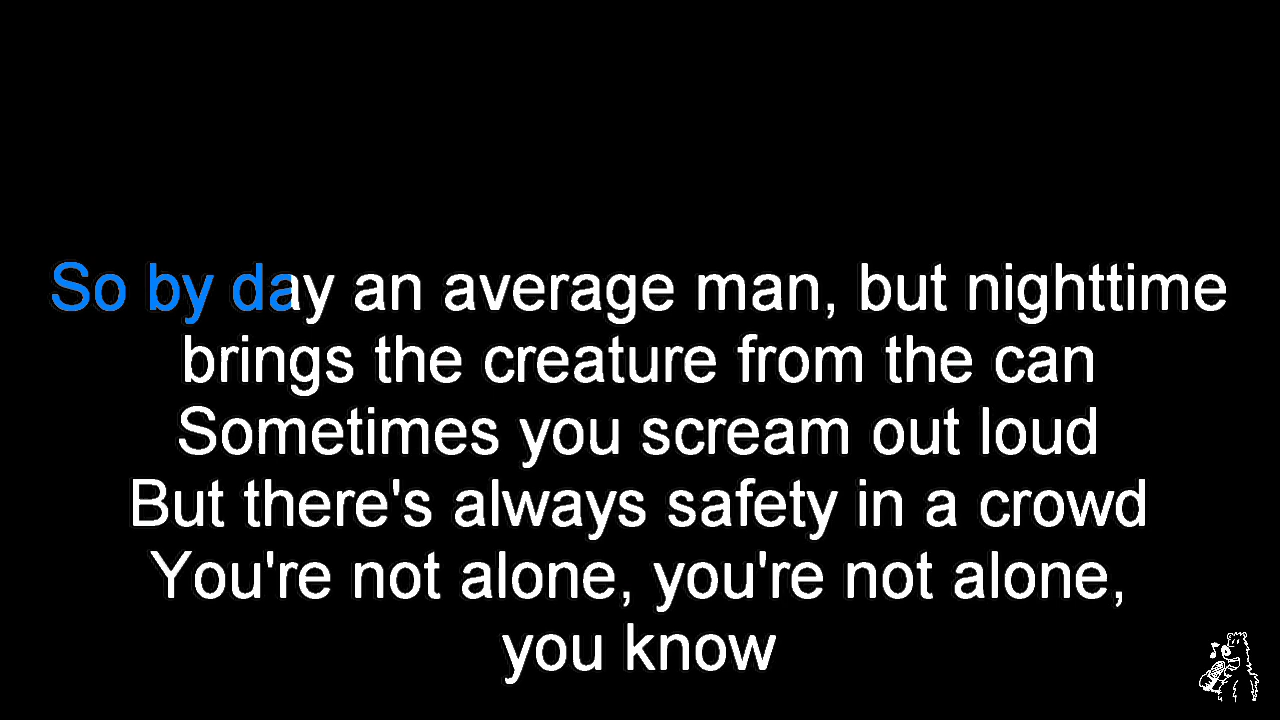 So by day an average man, but nighttime
brings the creature from the can
Sometimes you scream out loud
But there's always safety in a crowd
You're not alone, you're not alone,
you know